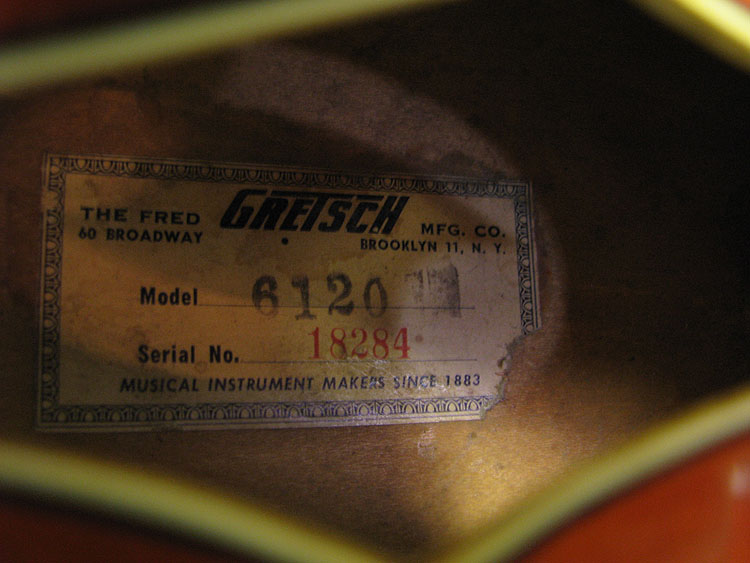 THE FRED GRETSCH MFG. CO.
60 BROADWAY BROOKLYN 11, N. Y.
Model 6120
Serial No. 18284
MUSICAL INSTRUMENT MAKERS SINCE 1883